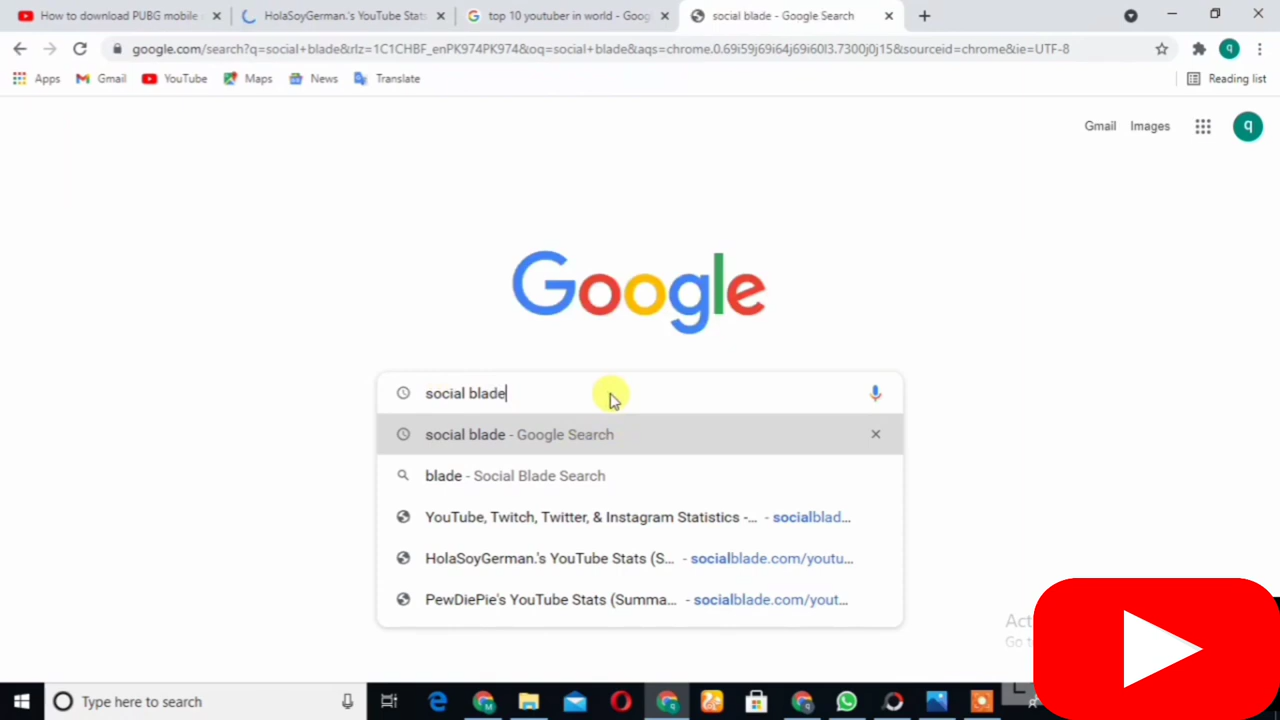 How to download PUBG mobile
HolaSoyGerman.'s YouTube Stats
top 10 youtuber in world - Goog
social blade - Google Search
google.com/search?q=social+blade&rlz=1C1CHBF_enPK974PK974&oq=social+blade&aqs=chrome.0.69i59j69i64j69i60l3.7300j0j15&sourceid=chrome&ie=UTF-8
q
Apps
Gmail
YouTube
Maps
News
Translate
Reading list
Gmail
Images
q
Google
social blade
social blade - Google Search
blade - Social Blade Search
YouTube, Twitch, Twitter, & Instagram Statistics -... - socialblad...
HolaSoyGerman.'s YouTube Stats (S... - socialblade.com/youtu...
PewDiePie's YouTube Stats (Summa... - socialblade.com/yout...
Act
Go to
Type here to search